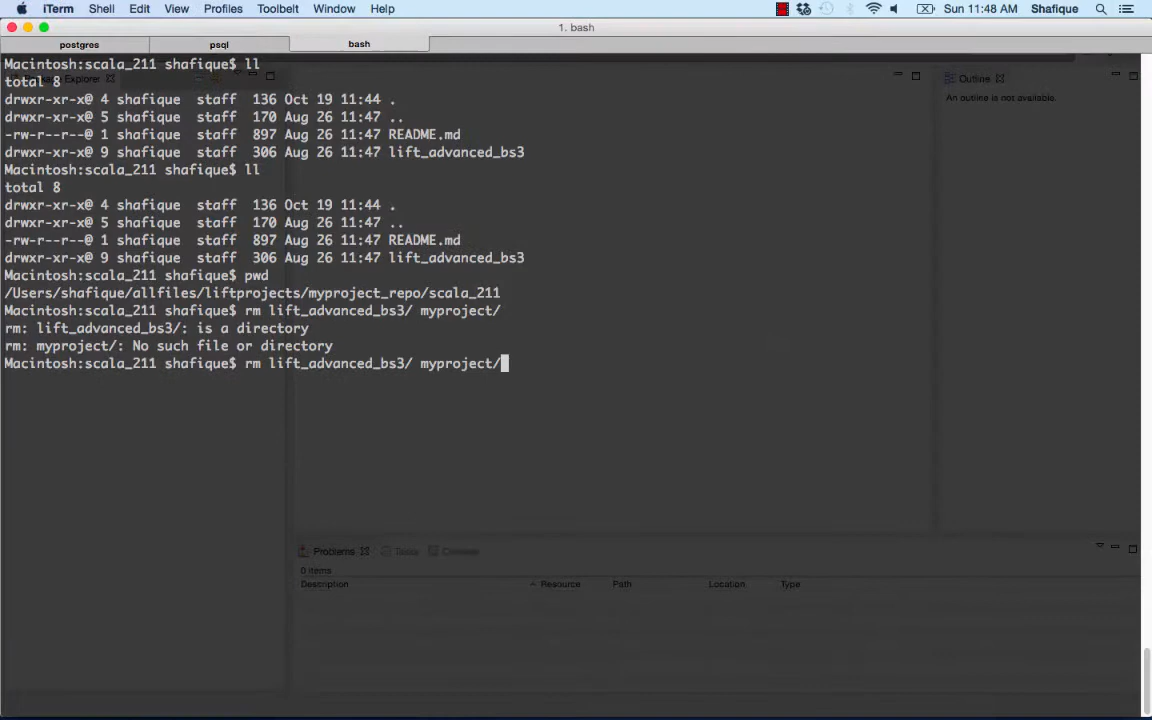 iTerm Shell Edit View Profiles Toolbelt Window Help Sun 11:48 AM Shafique
1. bash
postgres psql bash
Macintosh:scala_211 shafique$ ll
total 8
drwxr-xr-x@ 4 shafique staff 136 Oct 19 11:44 .
drwxr-xr-x@ 5 shafique staff 170 Aug 26 11:47 ..
-rw-r--r--@ 1 shafique staff 897 Aug 26 11:47 README.md
drwxr-xr-x@ 9 shafique staff 306 Aug 26 11:47 lift_advanced_bs3
Macintosh:scala_211 shafique$ ll
total 8
drwxr-xr-x@ 4 shafique staff 136 Oct 19 11:44 .
drwxr-xr-x@ 5 shafique staff 170 Aug 26 11:47 ..
-rw-r--r--@ 1 shafique staff 897 Aug 26 11:47 README.md
drwxr-xr-x@ 9 shafique staff 306 Aug 26 11:47 lift_advanced_bs3
Macintosh:scala_211 shafique$ pwd
/Users/shafique/allfiles/liftprojects/myproject_repo/scala_211
Macintosh:scala_211 shafique$ rm lift_advanced_bs3/ myproject/
rm: lift_advanced_bs3/: is a directory
rm: myproject/: No such file or directory
Macintosh:scala_211 shafique$ rm lift_advanced_bs3/ myproject/
Explorer
Outline
An outline is not available.
Problems Tasks Console
0 items
Description Resource Path Location Type